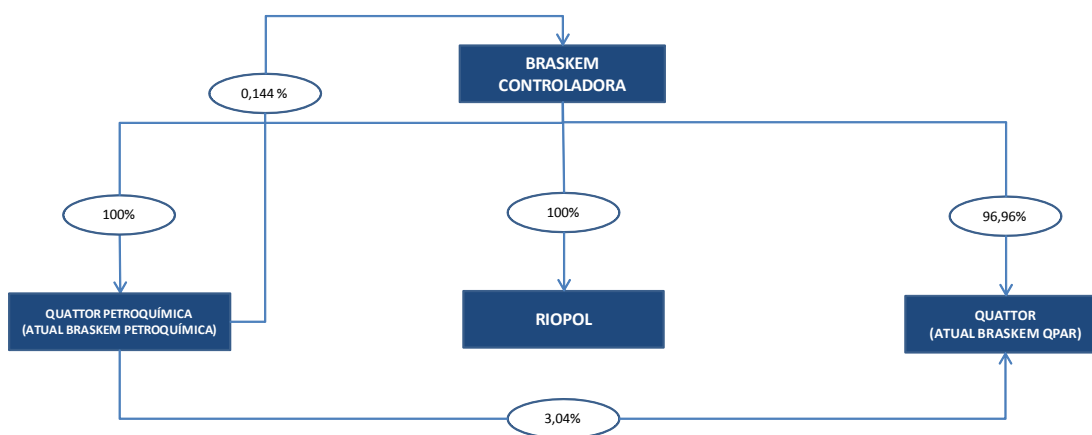 BRASKEM
CONTROLADORA
0,144 %
100%
100%
96,96%
QUATTOR PETROQUÍMICA
(ATUAL BRASKEM PETROQUÍMICA)
RIOPOL
QUATTOR
(ATUAL BRASKEM QPAR)
3,04%